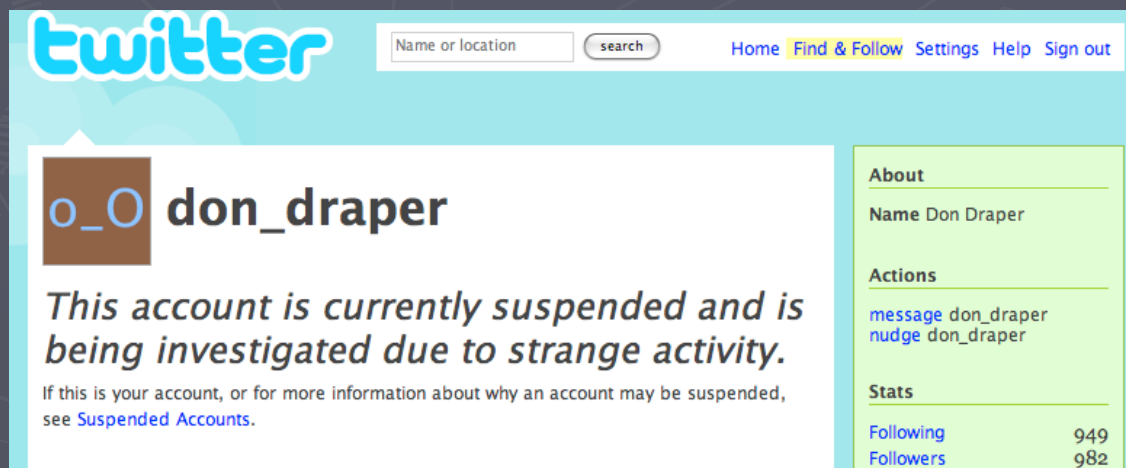 twitter
Name or location
search
Home Find & Follow Settings Help Sign out
o_O
don_draper
This account is currently suspended and is
being investigated due to strange activity.
If this is your account, or for more information about why an account may be suspended,
see Suspended Accounts.
About
Name Don Draper
Actions
message don_draper
nudge don_draper
Stats
Following 949
Followers 982